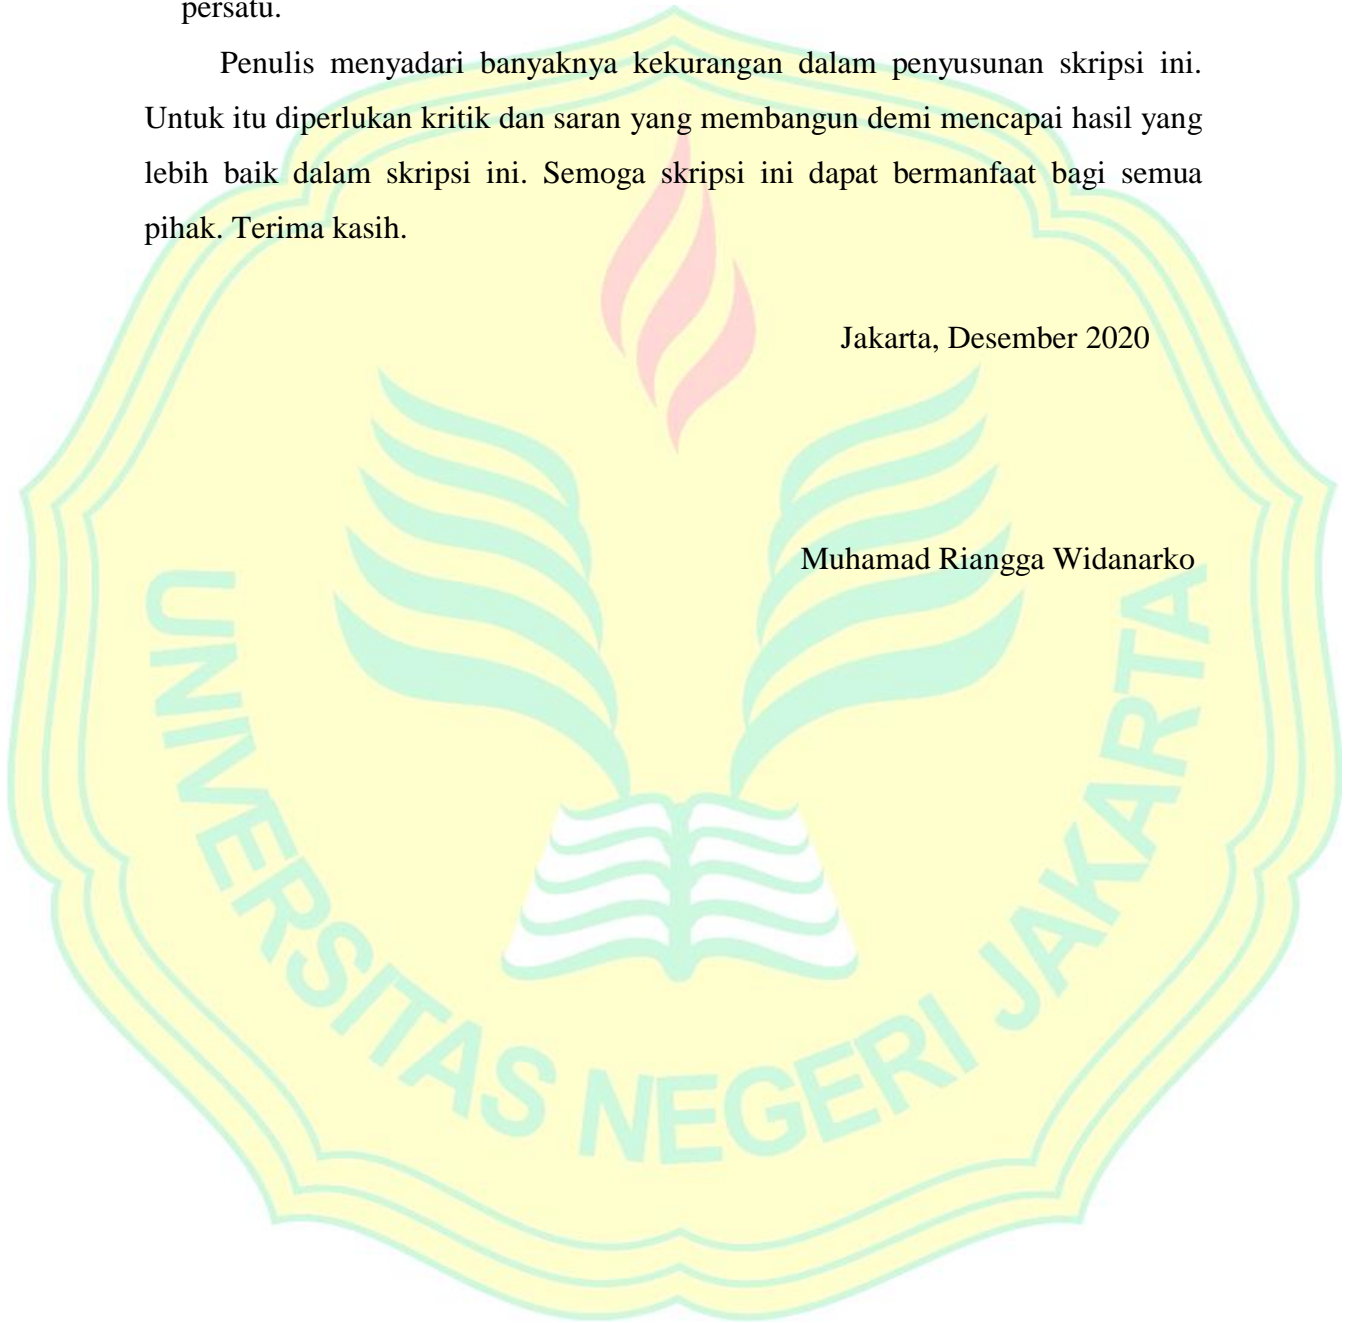 persatu.
Penulis menyadari banyaknya kekurangan dalam penyusunan skripsi ini.
Untuk itu diperlukan kritik dan saran yang membangun demi mencapai hasil yang
lebih baik dalam skripsi ini. Semoga skripsi ini dapat bermanfaat bagi semua
pihak. Terima kasih.
Jakarta, Desember 2020
Muhamad Riangga Widanarko
UNIVERSITAS NEGERI JAKARTA